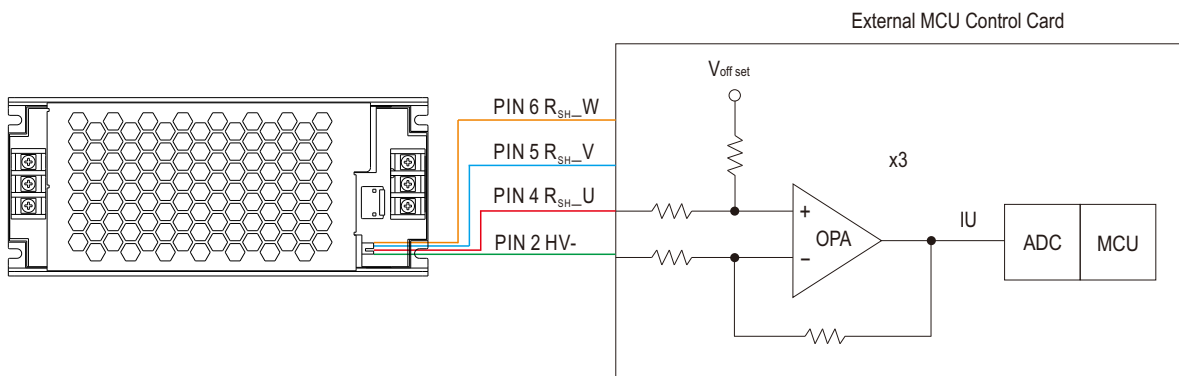 External MCU Control Card
Voff set
PIN 6 RSH_W
PIN 5 RSH_V
x3
PIN 4 RSH_U
+
OPA
IU
ADC
MCU
PIN 2 HV-
−